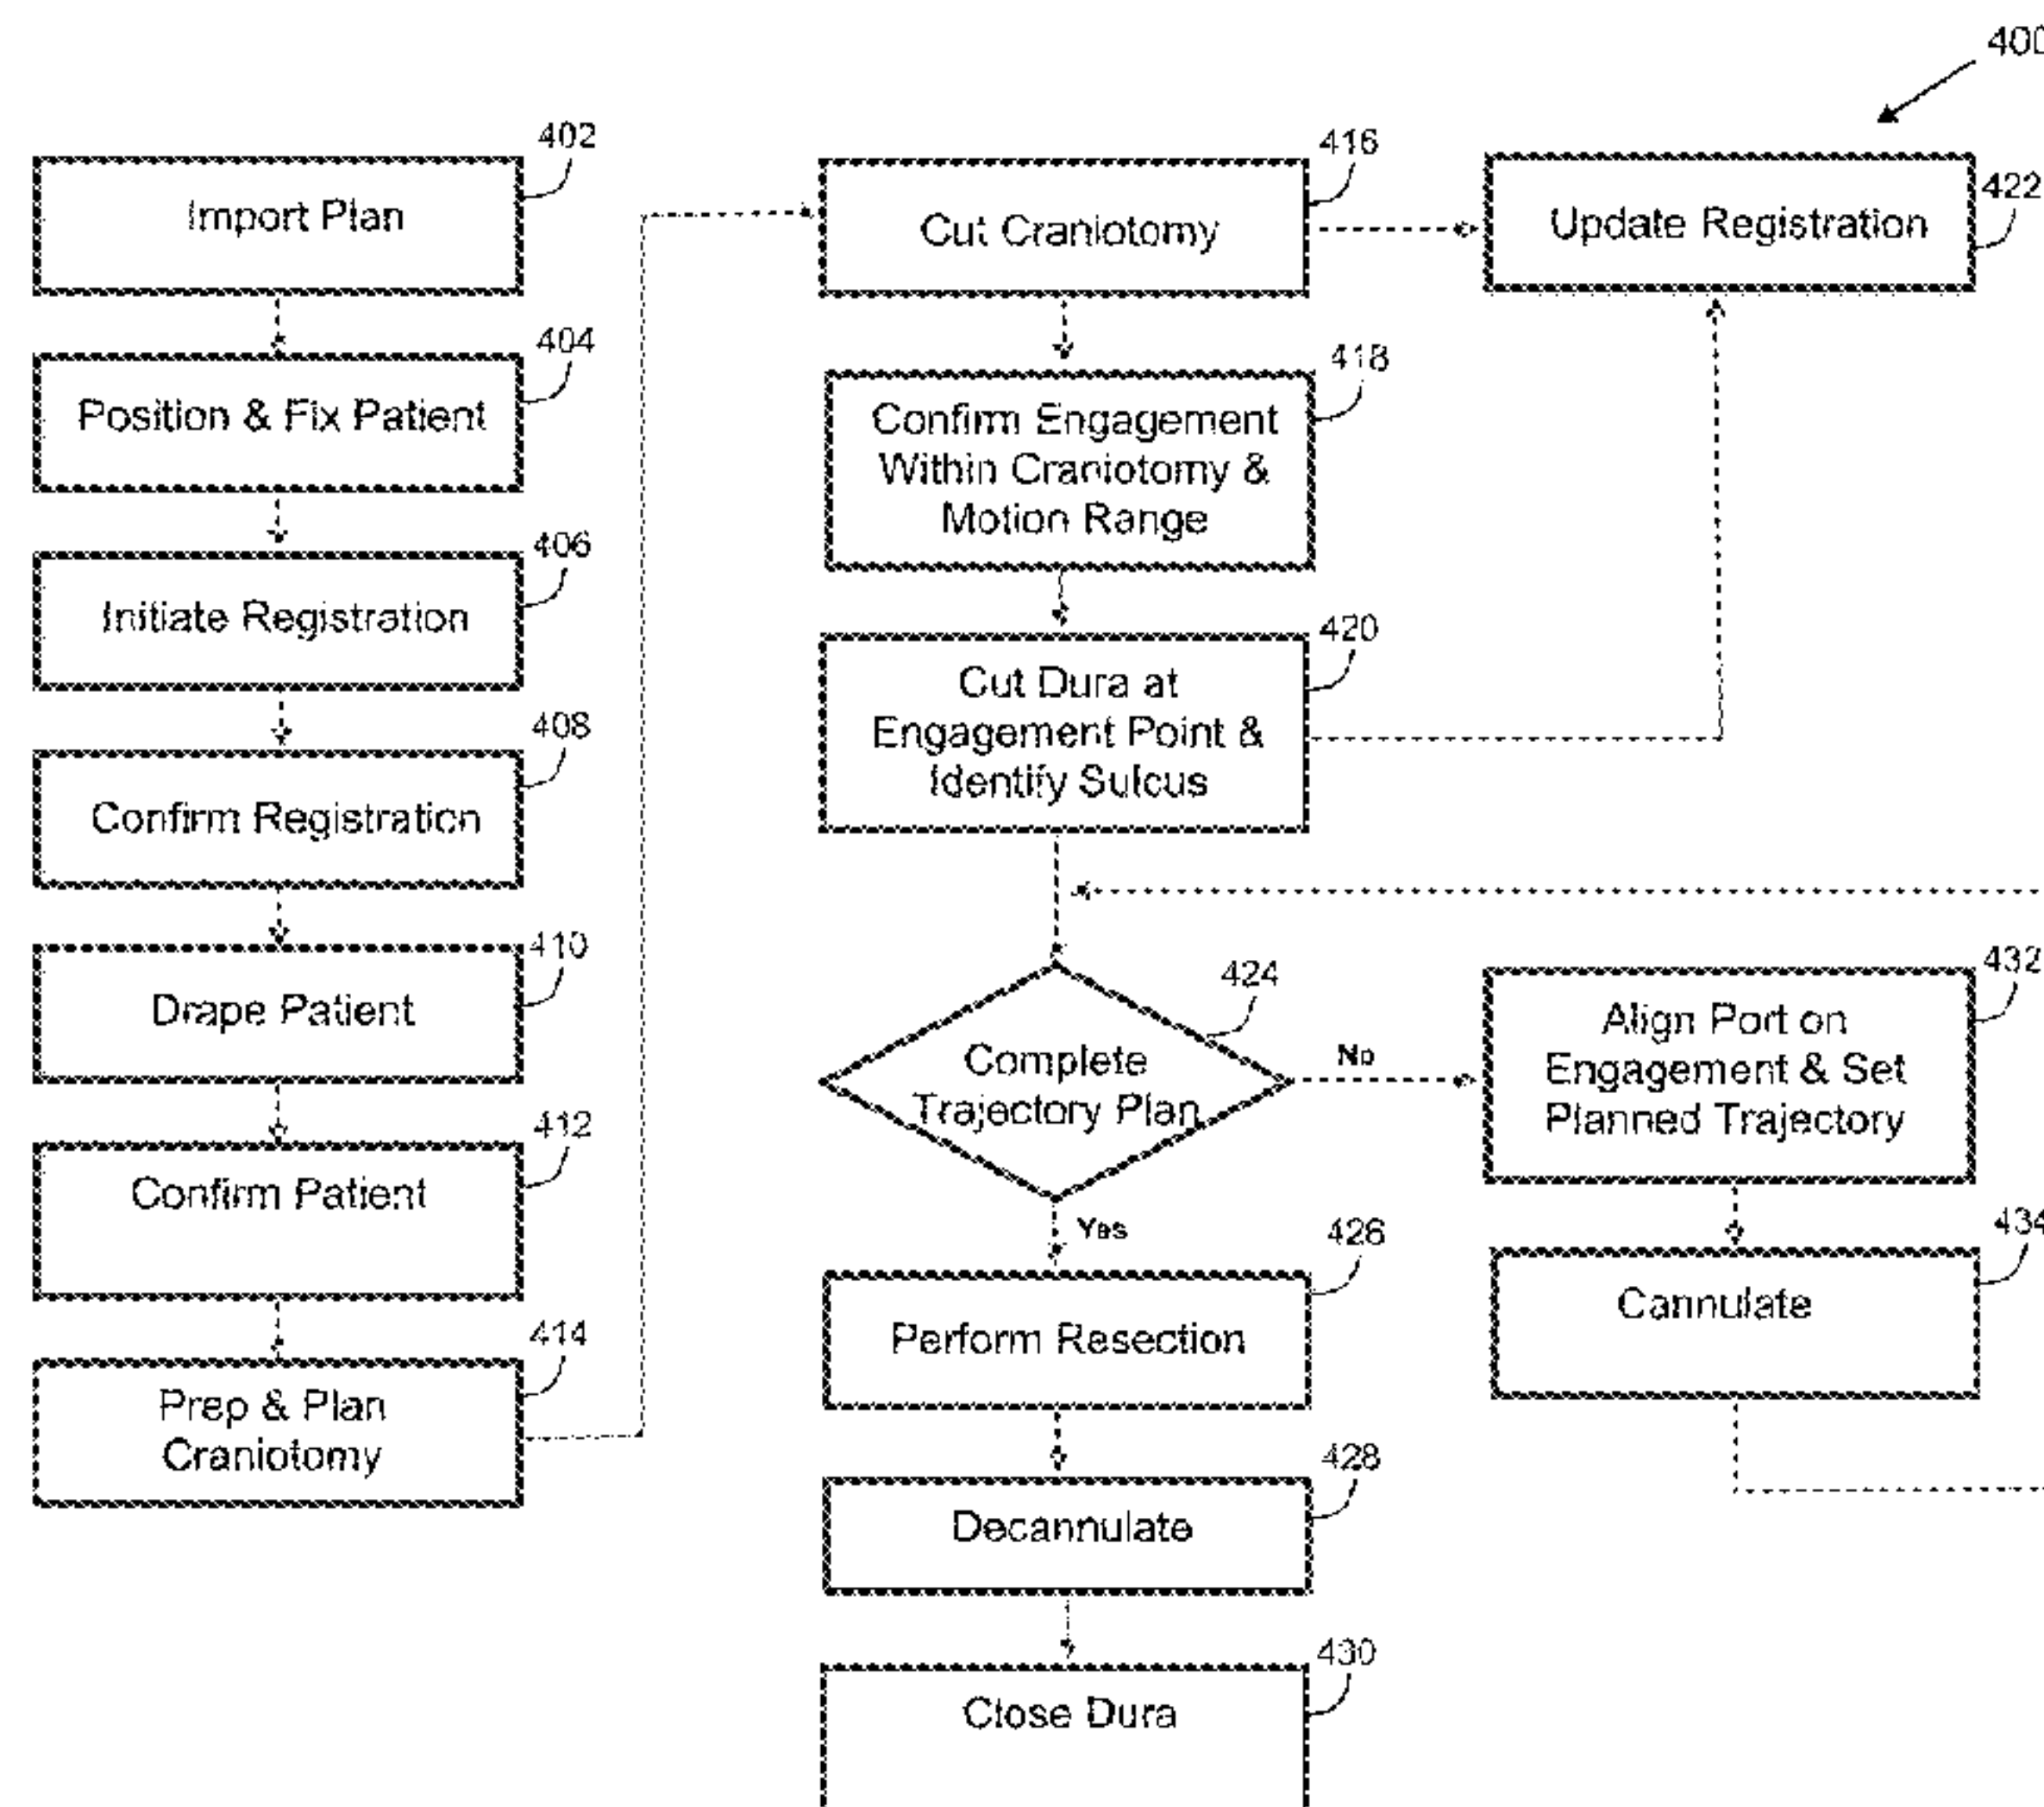 400
402
Import Plan
404
Position & Fix Patient
406
Initiate Registration
408
Confirm Registration
410
Drape Patient
412
Confirm Patient
414
Prep & Plan
Craniotomy
416
Cut Craniotomy
418
Confirm Engagement
Within Craniotomy &
Motion Range
420
Cut Dura at
Engagement Point &
Identify Sulcus
422
Update Registration
424
Complete
Trajectory Plan
No
Yes
426
Perform Resection
428
Decannulate
430
Close Dura
432
Align Port on
Engagement & Set
Planned Trajectory
434
Cannulate